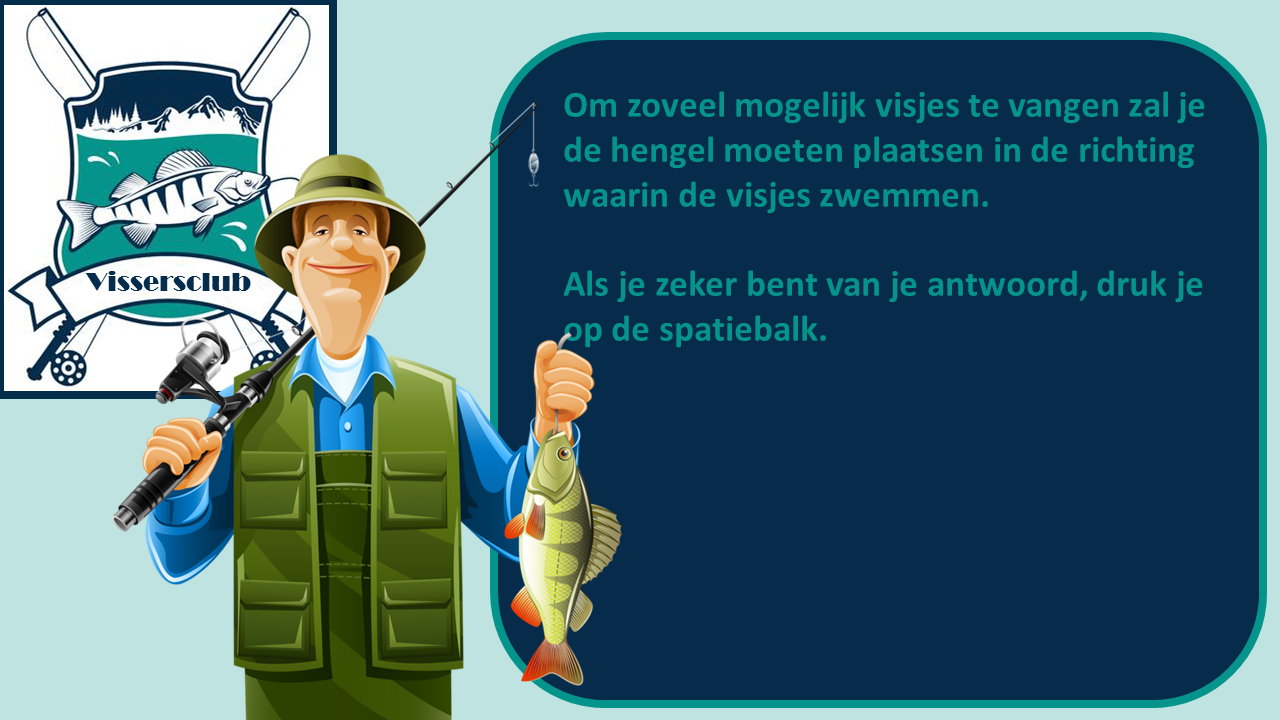 Vissersclub
Om zoveel mogelijk visjes te vangen zal je
de hengel moeten plaatsen in de richting
waarin de visjes zwemmen.
Als je zeker bent van je antwoord, druk je
op de spatiebalk.